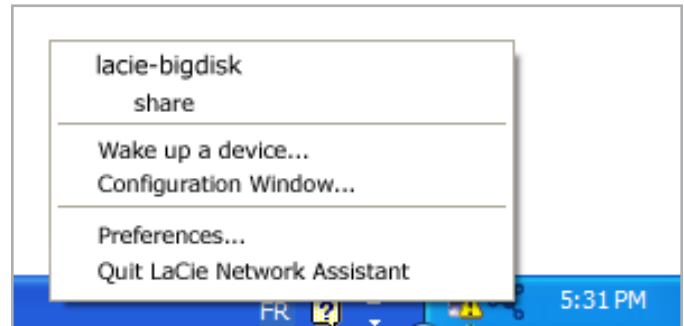 lacie-bigdisk
share
Wake up a device...
Configuration Window...
Preferences...
Quit LaCie Network Assistant
FR
?
5:31 PM